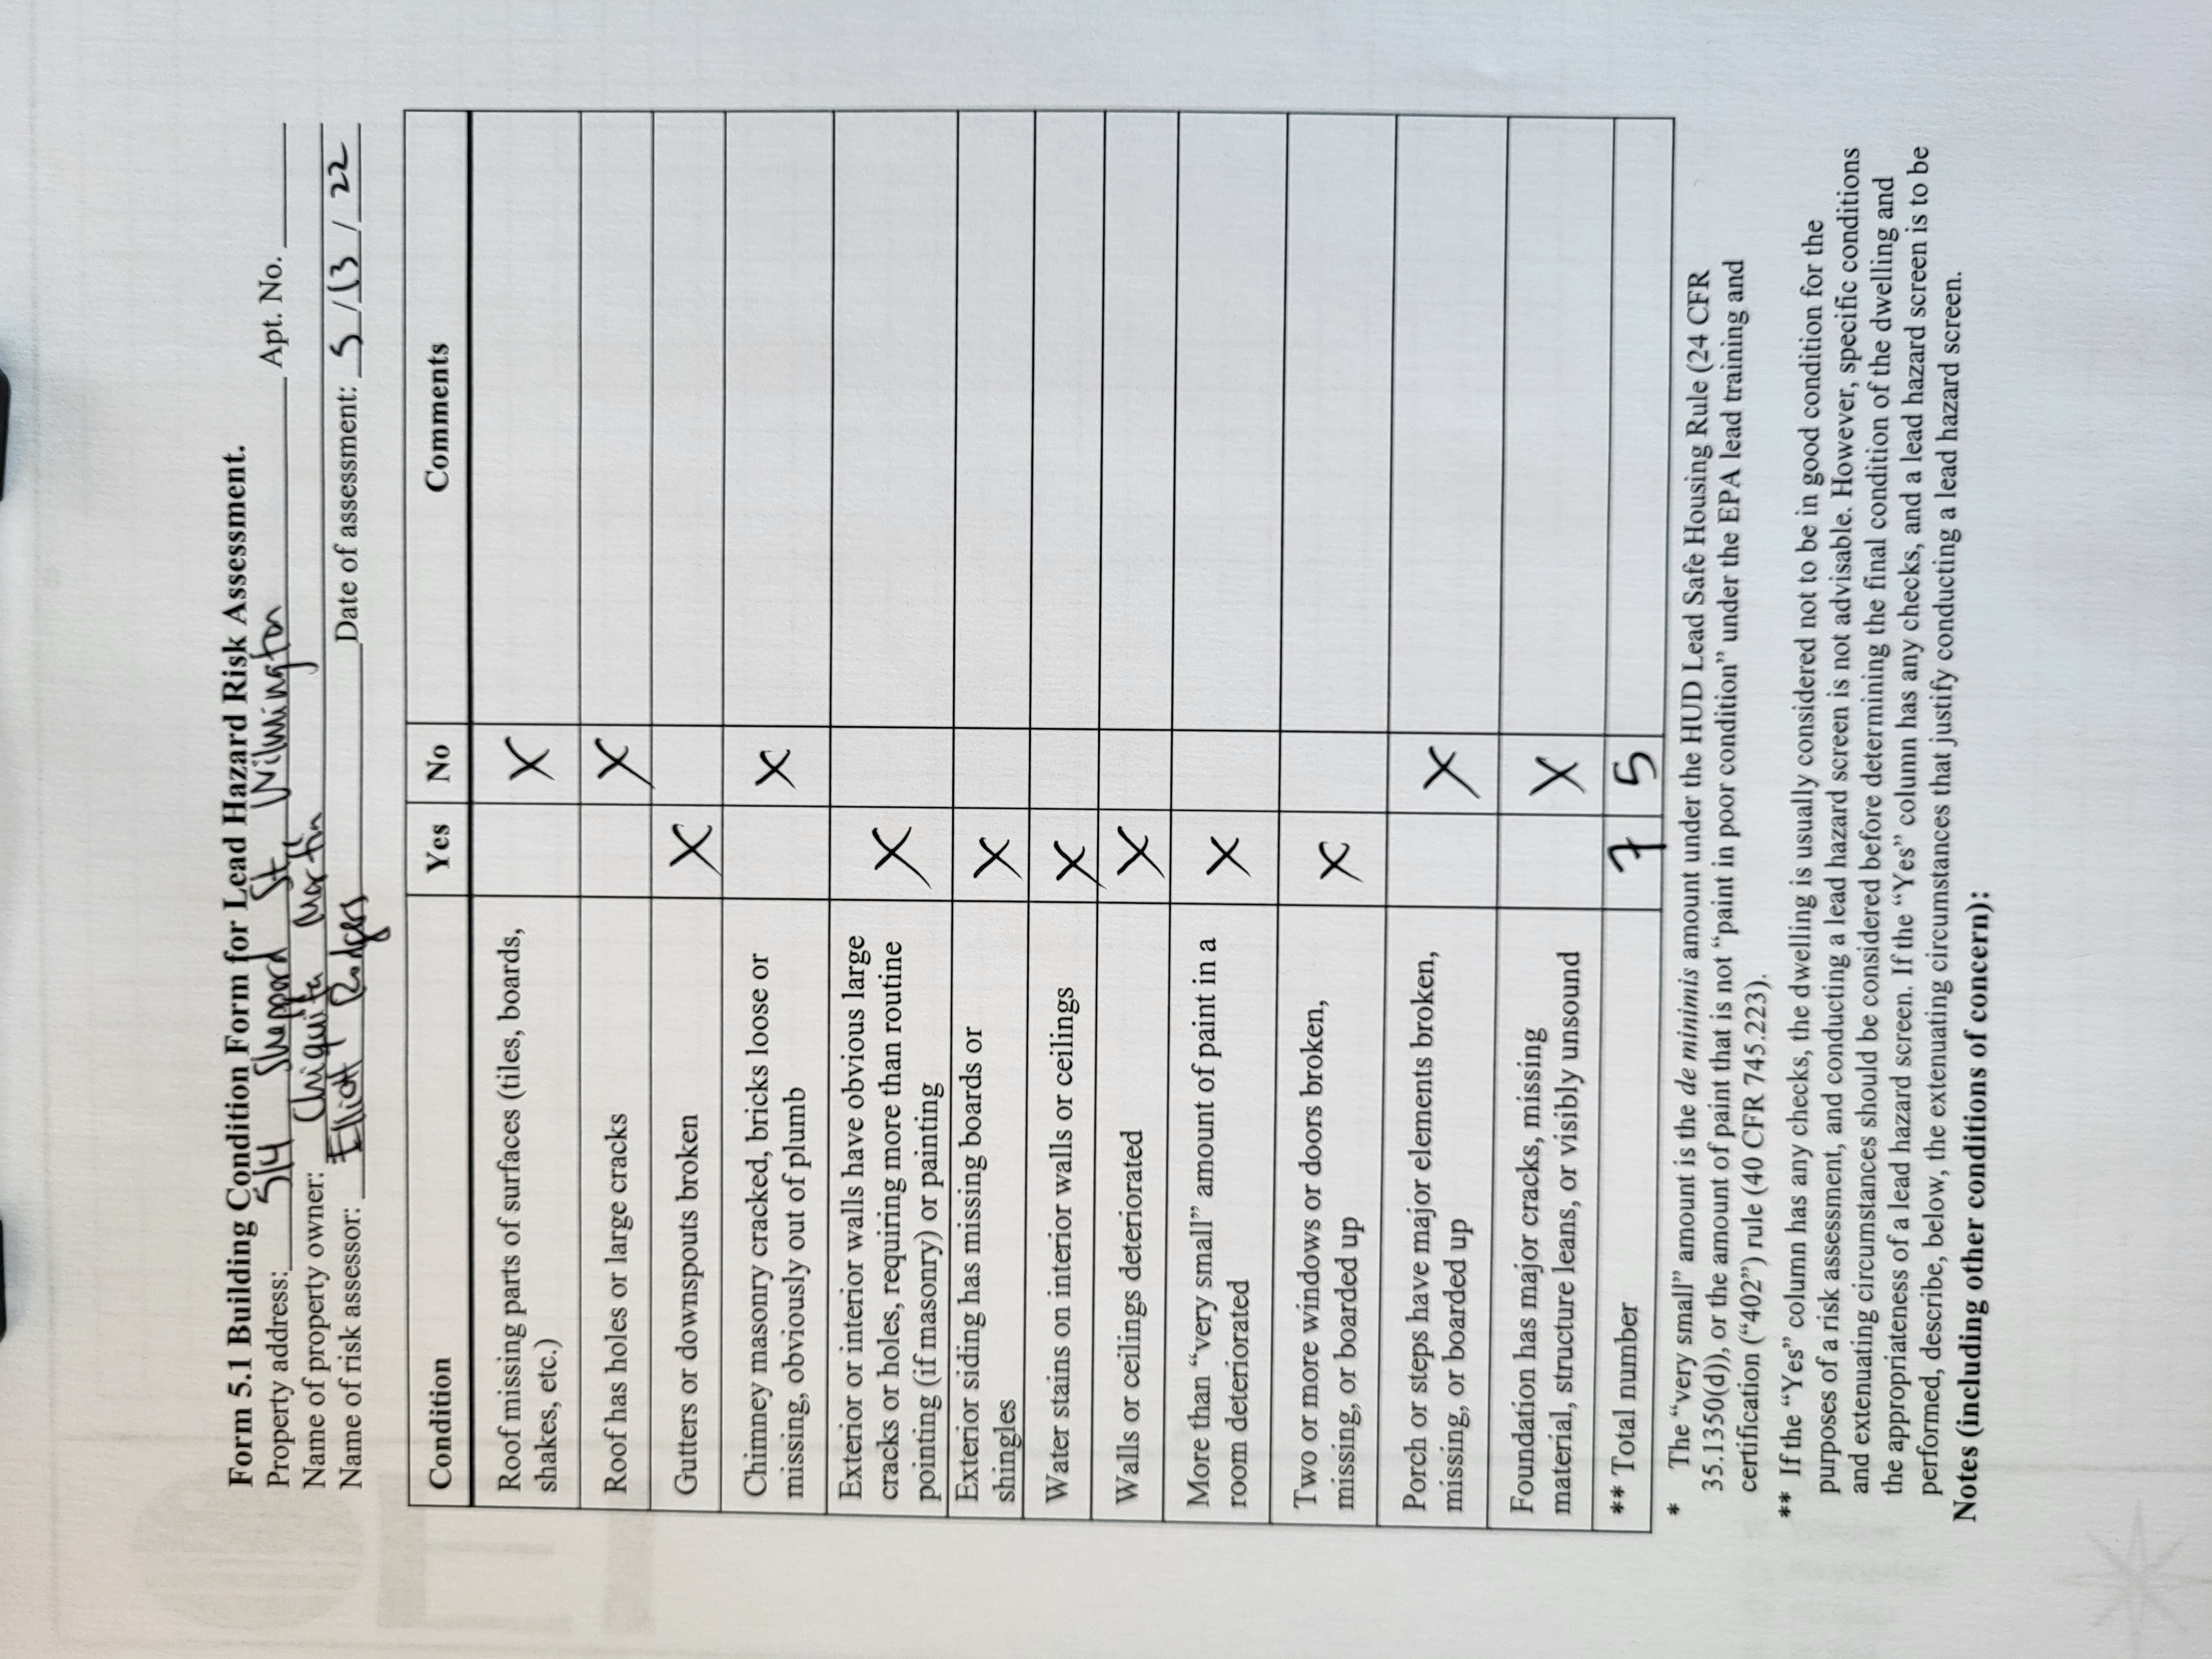 Form 5.1 Building Condition Form for Lead Hazard Risk Assessment.
Property address: 514 Sheppard St, Wilmington Apt. No.
Name of property owner: Chiquita Martin
Name of risk assessor: Elliott Rodgers Date of assessment: 5/13/22
Condition Yes No Comments
Roof missing parts of surfaces (tiles, boards, X
shakes, etc.)
Roof has holes or large cracks X
Gutters or downspouts broken X
Chimney masonry cracked, bricks loose or X
missing, obviously out of plumb
Exterior or interior walls have obvious large
cracks or holes, requiring more than routine X
pointing (if masonry) or painting
Exterior siding has missing boards or X
shingles
Water stains on interior walls or ceilings X
Walls or ceilings deteriorated X
More than “very small” amount of paint in a X
room deteriorated
Two or more windows or doors broken, X
missing, or boarded up
Porch or steps have major elements broken, X
missing, or boarded up
Foundation has major cracks, missing X
material, structure leans, or visibly unsound
** Total number 7 5
* The “very small” amount is the de minimis amount under the HUD Lead Safe Housing Rule (24 CFR
35.1350(d)), or the amount of paint that is not “paint in poor condition” under the EPA lead training and
certification (“402”) rule (40 CFR 745.223).
** If the “Yes” column has any checks, the dwelling is usually considered not to be in good condition for the
purposes of a risk assessment, and conducting a lead hazard screen is not advisable. However, specific conditions
and extenuating circumstances should be considered before determining the final condition of the dwelling and
the appropriateness of a lead hazard screen. If the “Yes” column has any checks, and a lead hazard screen is to be
performed, describe, below, the extenuating circumstances that justify conducting a lead hazard screen.
Notes (including other conditions of concern):